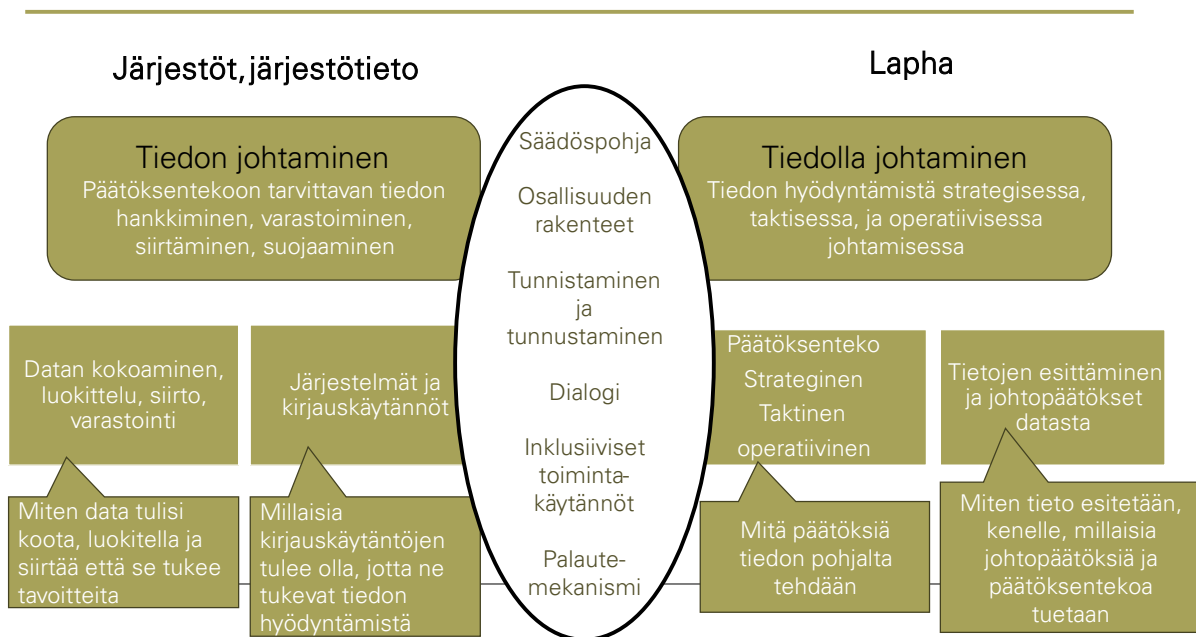 Järjestöt, järjestötieto
Tiedon johtaminen
Päätöksentekoon tarvittavan tiedon
hankkiminen, varastoiminen,
siirtäminen, suojaaminen
Datan kokoaminen,
luokittelu, siirto,
varastointi
Järjestelmät ja
kirjauskäytännöt
Miten data tulisi
koota, luokitella ja
siirtää että se tukee
tavoitteita
Millaisia
kirjauskäytäntöjen
tulee olla, jotta ne
tukevat tiedon
hyödyntämistä
Säädöspohja
Osallisuuden
rakenteet
Tunnistaminen
ja
tunnustaminen
Dialogi
Inklusiiviset
toiminta-
käytännöt
Palaute-
mekanismi
Lapha
Tiedolla johtaminen
Tiedon hyödyntämistä strategisessa,
taktisessa, ja operatiivisessa
johtamisessa
Päätöksenteko
Strateginen
Taktinen
operatiivinen
Tietojen esittäminen
ja johtopäätökset
datasta
Mitä päätöksiä
tiedon pohjalta
tehdään
Miten tieto esitetään,
kenelle, millaisia
johtopäätöksiä ja
päätöksentekoa
tuetaan